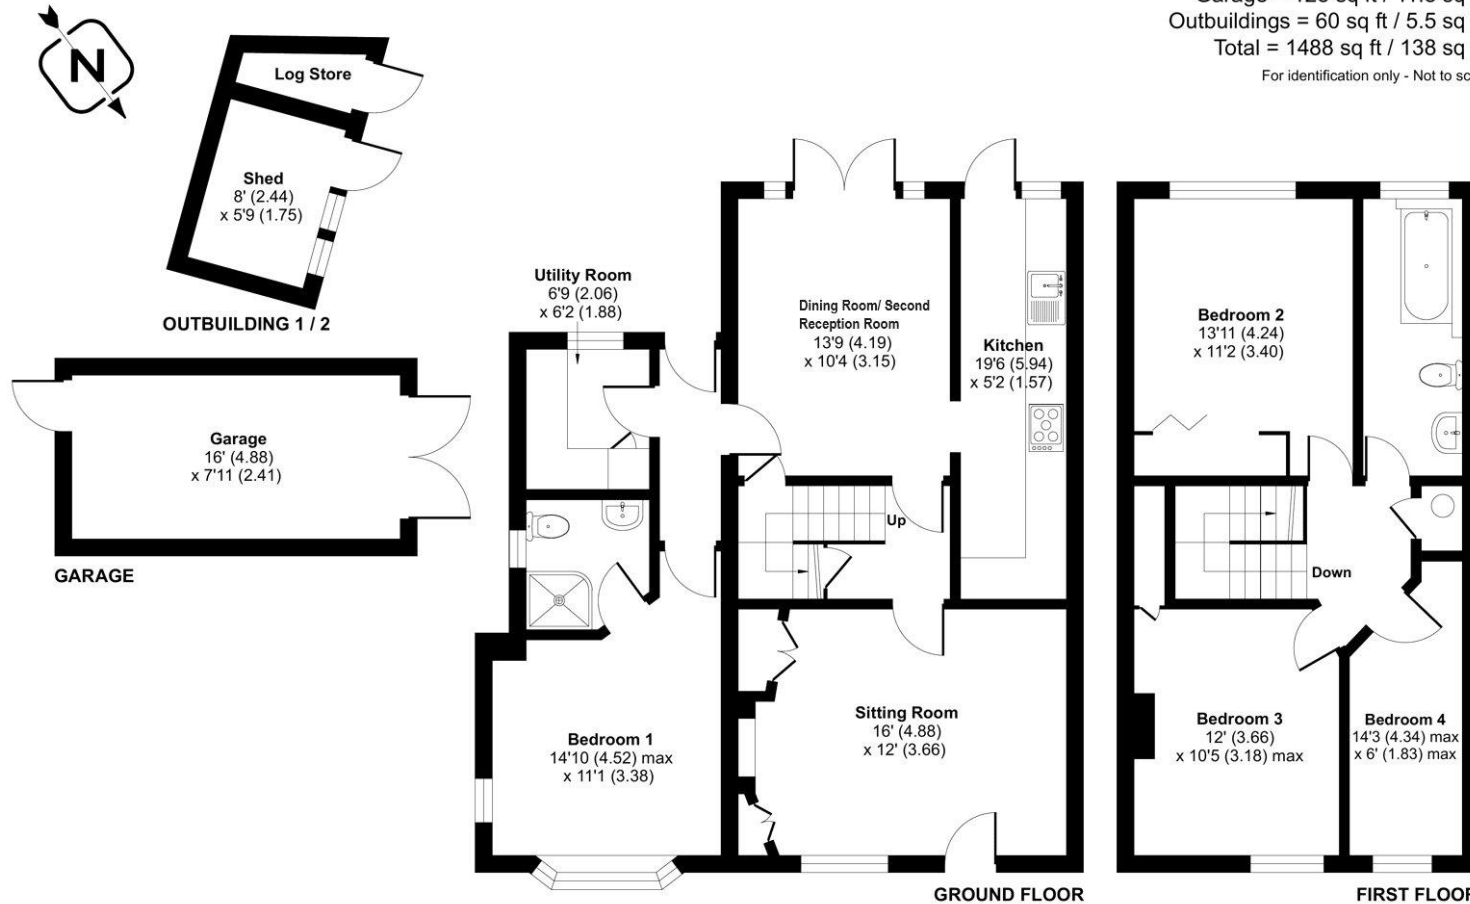 Outbuildings = 60 sq ft / 5.5 sq
Total = 1488 sq ft / 138 sq
For identification only - Not to
N
Log Store
Shed
8' (2.44)
x 5'9 (1.75)
OUTBUILDING 1 / 2
Garage
16' (4.88)
x 7'11 (2.41)
GARAGE
Utility Room
6'9 (2.06)
x 6'2 (1.88)
Dining Room/ Second
Reception Room
13'9 (4.19)
x 10'4 (3.15)
Kitchen
19'6 (5.94)
x 5'2 (1.57)
Up
Bedroom 1
14'10 (4.52) max
x 11'1 (3.38)
Sitting Room
16' (4.88)
x 12' (3.66)
GROUND FLOOR
Bedroom 2
13'11 (4.24)
x 11'2 (3.40)
Down
Bedroom 3
12' (3.66)
x 10'5 (3.18) max
Bedroom 4
14'3 (4.34) max
x 6' (1.83) max
FIRST FLOOR